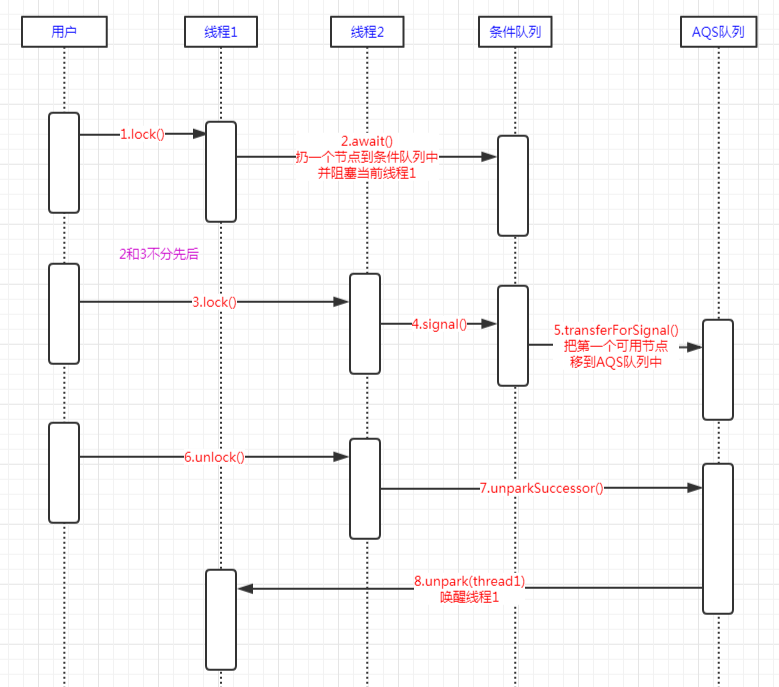 用户
线程1
线程2
条件队列
AQS队列
1.lock()
2.await()
扔一个节点到条件队列中
并阻塞当前线程1
2和3不分先后
3.lock()
4.signal()
5.transferForSignal()
把第一个可用节点
移到AQS队列中
6.unlock()
7.unparkSuccessor()
8.unpark(thread1)
唤醒线程1